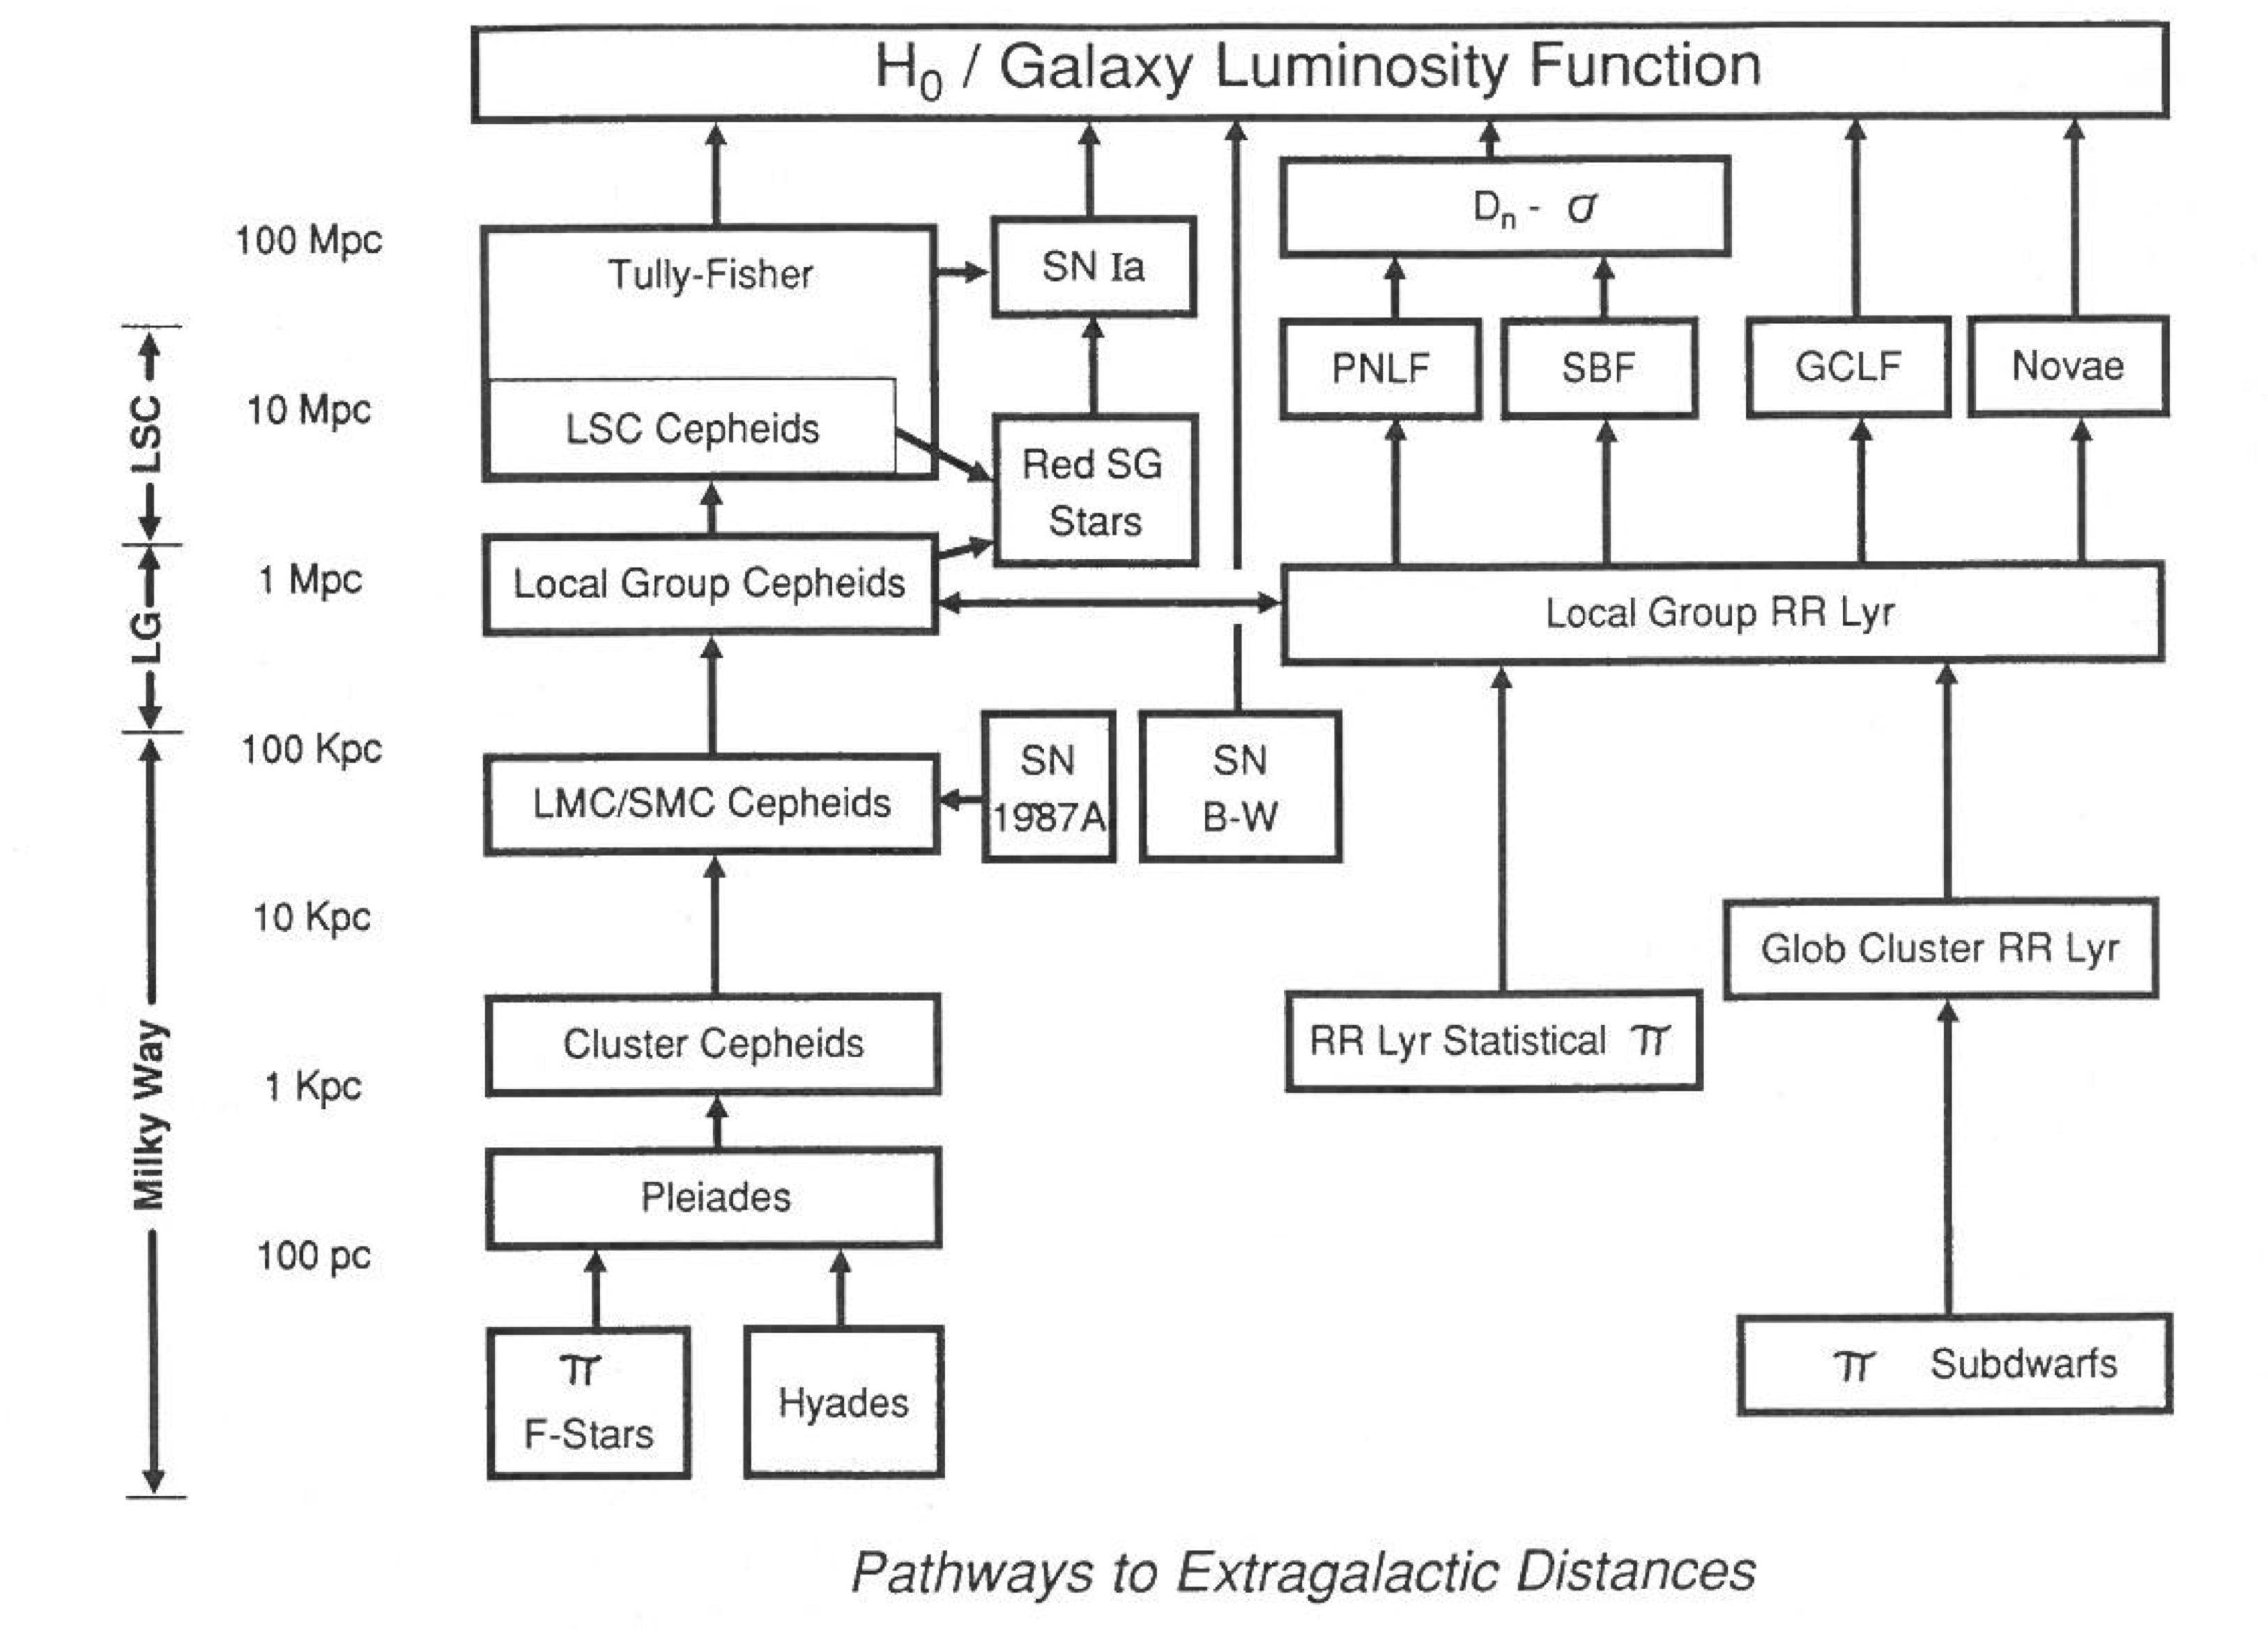 H₀ / Galaxy Luminosity Function
Dₙ - σ
100 Mpc
Tully-Fisher
SN Ia
PNLF
SBF
GCLF
Novae
10 Mpc
LSC Cepheids
Red SG
Stars
LSC
1 Mpc
Local Group Cepheids
Local Group RR Lyr
LG
100 Kpc
LMC/SMC Cepheids
SN
1987A
SN
B-W
10 Kpc
Glob Cluster RR Lyr
Cluster Cepheids
RR Lyr Statistical π
1 Kpc
Milky Way
Pleiades
100 pc
π
F-Stars
Hyades
π Subdwarfs
Pathways to Extragalactic Distances